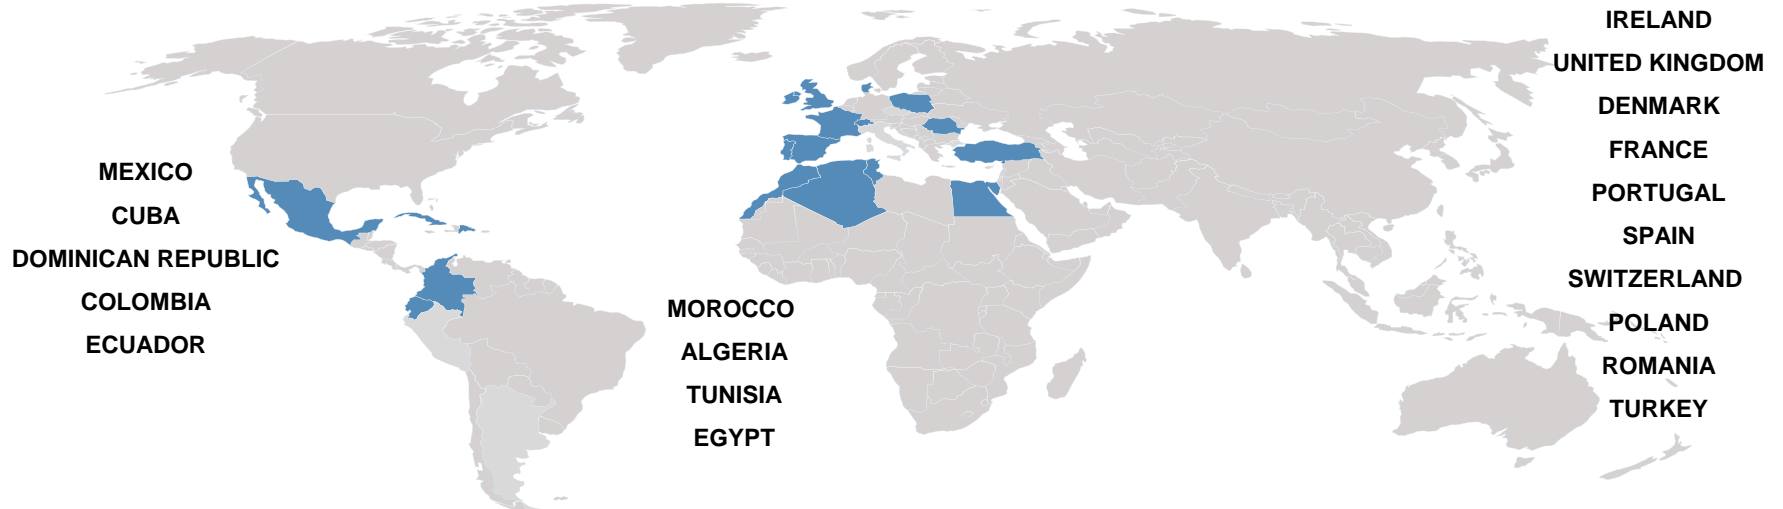 MEXICO
CUBA
DOMINICAN REPUBLIC
COLOMBIA
ECUADOR
MOROCCO
ALGERIA
TUNISIA
EGYPT
IRELAND
UNITED KINGDOM
DENMARK
FRANCE
PORTUGAL
SPAIN
SWITZERLAND
POLAND
ROMANIA
TURKEY